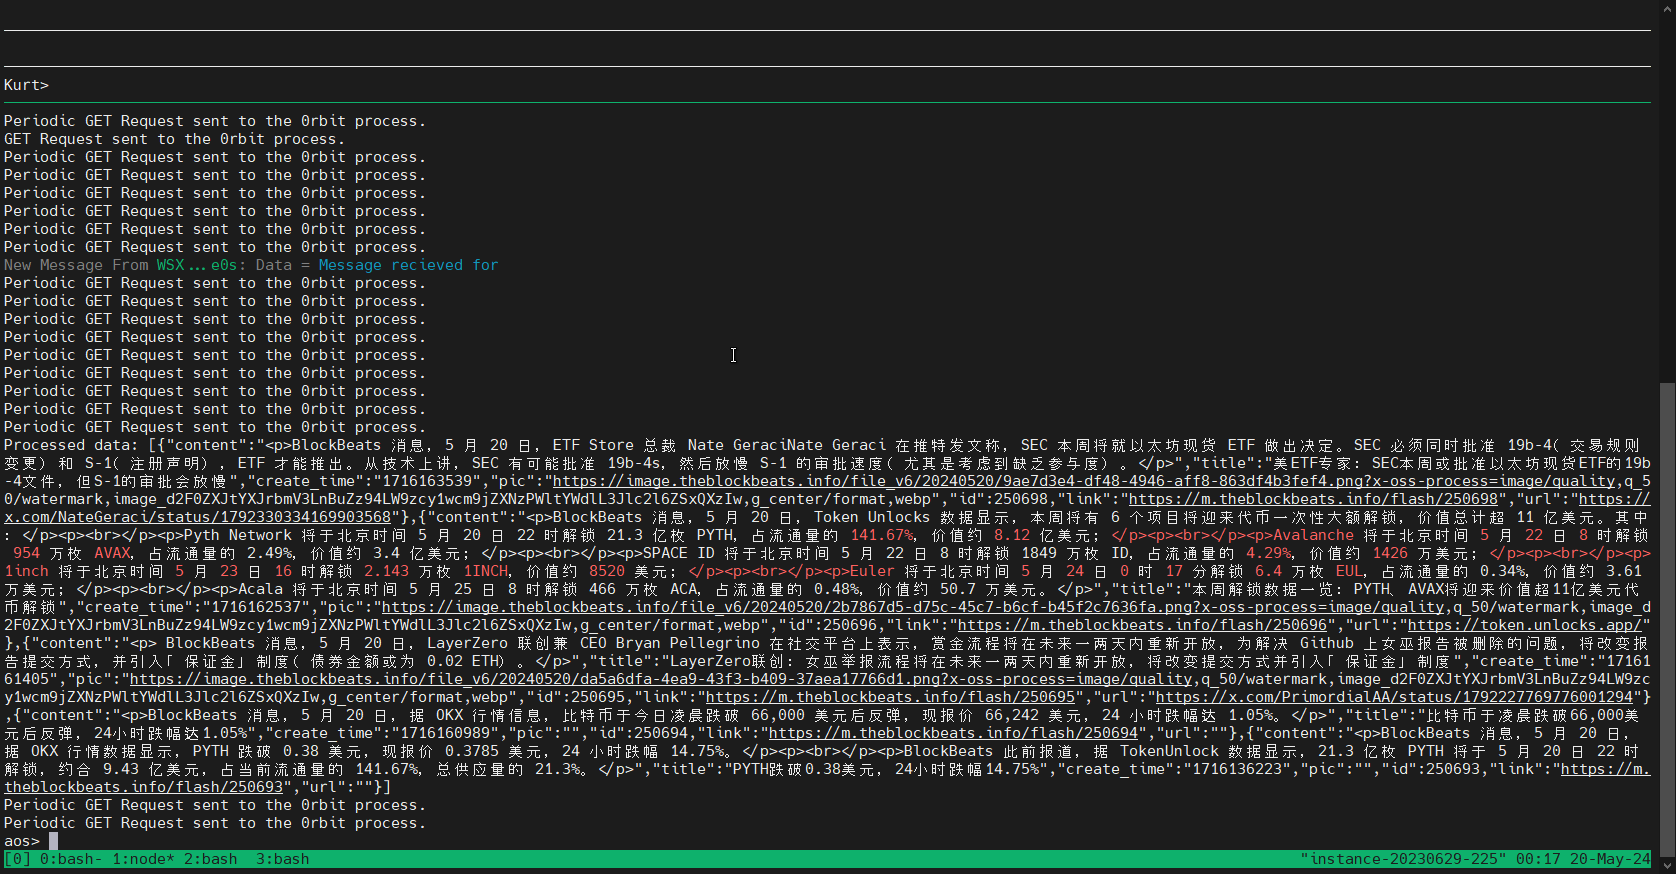 Kurt>
Periodic GET Request sent to the 0rbit process.
GET Request sent to the 0rbit process.
Periodic GET Request sent to the 0rbit process.
Periodic GET Request sent to the 0rbit process.
Periodic GET Request sent to the 0rbit process.
Periodic GET Request sent to the 0rbit process.
Periodic GET Request sent to the 0rbit process.
Periodic GET Request sent to the 0rbit process.
New Message From WSX...e0s: Data = Message recieved for
Periodic GET Request sent to the 0rbit process.
Periodic GET Request sent to the 0rbit process.
Periodic GET Request sent to the 0rbit process.
Periodic GET Request sent to the 0rbit process.
Periodic GET Request sent to the 0rbit process.
Periodic GET Request sent to the 0rbit process.
Periodic GET Request sent to the 0rbit process.
Periodic GET Request sent to the 0rbit process.
Periodic GET Request sent to the 0rbit process.
Processed data: [{"content":"<p>BlockBeats 消息，5 月 20 日，ETF Store 总裁 Nate GeraciNate Geraci 在推特发文称，SEC 本周将就以太坊现货 ETF 做出决定。SEC 必须同时批准 19b-4（交易规则
变更）和 S-1（注册声明），ETF 才能推出。从技术上讲，SEC 有可能批准 19b-4s，然后放慢 S-1 的审批速度（尤其是考虑到缺乏参与度）。</p>","title":"美ETF专家：SEC本周或批准以太坊现货ETF的19b
-4文件，但S-1的审批会放慢","create_time":"1716163539","pic":"https://image.theblockbeats.info/file_v6/20240520/9ae7d3e4-df48-4946-aff8-863df4b3fef4.png?x-oss-process=image/quality,q_5
0/watermark,image_d2F0ZXJtYXJrbmV3LnBuZz94LW9zcy1wcm9jZXNzPWltYWdlL3Jlc2l6ZSxQXzIw,g_center/format,webp","id":250698,"link":"https://m.theblockbeats.info/flash/250698","url":"https://
x.com/NateGeraci/status/1792330334169903568"},{"content":"<p>BlockBeats 消息，5 月 20 日，Token Unlocks 数据显示，本周将有 6 个项目将迎来代币一次性大额解锁，价值总计超 11 亿美元。其中
：</p><p><br></p><p>Pyth Network 将于北京时间 5 月 20 日 22 时解锁 21.3 亿枚 PYTH，占流通量的 141.67%，价值约 8.12 亿美元；</p><p><br></p><p>Avalanche 将于北京时间 5 月 22 日 8 时解锁
 954 万枚 AVAX，占流通量的 2.49%，价值约 3.4 亿美元；</p><p><br></p><p>SPACE ID 将于北京时间 5 月 22 日 8 时解锁 1849 万枚 ID，占流通量的 4.29%，价值约 1426 万美元；</p><p><br></p><p>
1inch 将于北京时间 5 月 23 日 16 时解锁 2.143 万枚 1INCH，价值约 8520 美元；</p><p><br></p><p>Euler 将于北京时间 5 月 24 日 0 时 17 分解锁 6.4 万枚 EUL，占流通量的 0.34%，价值约 3.61
万美元；</p><p><br></p><p>Acala 将于北京时间 5 月 25 日 8 时解锁 466 万枚 ACA，占流通量的 0.48%，价值约 50.7 万美元。</p>","title":"本周解锁数据一览：PYTH、AVAX将迎来价值超11亿美元代
币解锁","create_time":"1716162537","pic":"https://image.theblockbeats.info/file_v6/20240520/2b7867d5-d75c-45c7-b6cf-b45f2c7636fa.png?x-oss-process=image/quality,q_50/watermark,image_d
2F0ZXJtYXJrbmV3LnBuZz94LW9zcy1wcm9jZXNzPWltYWdlL3Jlc2l6ZSxQXzIw,g_center/format,webp","id":250696,"link":"https://m.theblockbeats.info/flash/250696","url":"https://token.unlocks.app/"
},{"content":"<p> BlockBeats 消息，5 月 20 日，LayerZero 联创兼 CEO Bryan Pellegrino 在社交平台上表示，赏金流程将在未来一两天内重新开放，为解决 Github 上女巫报告被删除的问题，将改变报
告提交方式，并引入「保证金」制度（债券金额或为 0.02 ETH）。</p>","title":"LayerZero联创：女巫举报流程将在未来一两天内重新开放，将改变提交方式并引入「保证金」制度","create_time":"1716
161405","pic":"https://image.theblockbeats.info/file_v6/20240520/da5a6dfa-4ea9-43f3-b409-37aea17766d1.png?x-oss-process=image/quality,q_50/watermark,image_d2F0ZXJtYXJrbmV3LnBuZz94LW9zc
y1wcm9jZXNzPWltYWdlL3Jlc2l6ZSxQXzIw,g_center/format,webp","id":250695,"link":"https://m.theblockbeats.info/flash/250695","url":"https://x.com/PrimordialAA/status/1792227769776001294"}
,{"content":"<p>BlockBeats 消息，5 月 20 日，据 OKX 行情信息，比特币于今日凌晨跌破 66,000 美元后反弹，现报价 66,242 美元，24 小时跌幅达 1.05%。</p>","title":"比特币于凌晨跌破66,000美
元后反弹，24小时跌幅达1.05%","create_time":"1716160989","pic":"","id":250694,"link":"https://m.theblockbeats.info/flash/250694","url":""},{"content":"<p>BlockBeats 消息，5 月 20 日，
据 OKX 行情数据显示，PYTH 跌破 0.38 美元，现报价 0.3785 美元，24 小时跌幅 14.75%。</p><p><br></p><p>BlockBeats 此前报道，据 TokenUnlock 数据显示，21.3 亿枚 PYTH 将于 5 月 20 日 22 时
解锁，约合 9.43 亿美元，占当前流通量的 141.67%，总供应量的 21.3%。</p>","title":"PYTH跌破0.38美元，24小时跌幅14.75%","create_time":"1716136223","pic":"","id":250693,"link":"https://m.
theblockbeats.info/flash/250693","url":""}]
Periodic GET Request sent to the 0rbit process.
Periodic GET Request sent to the 0rbit process.
aos>
[0] 0:bash- 1:node* 2:bash  3:bash "instance-20230629-225" 00:17 20-May-24